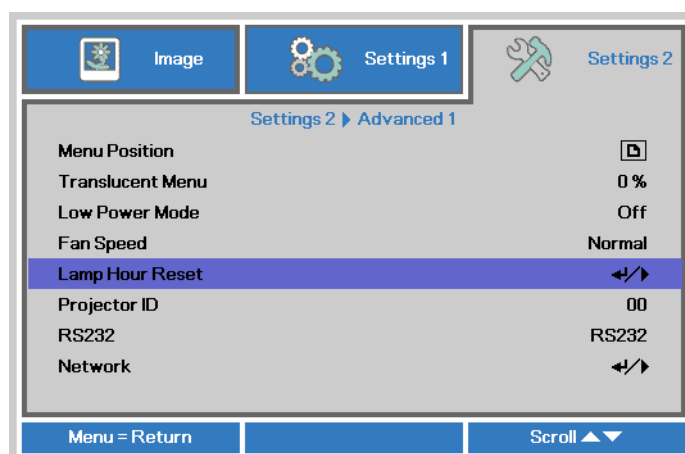 Image Settings 1 Settings 2
Settings 2 ▶ Advanced 1
Menu Position
Translucent Menu 0 %
Low Power Mode Off
Fan Speed Normal
Lamp Hour Reset ↵/▶
Projector ID 00
RS232 RS232
Network ↵/▶
Menu = Return Scroll ▲▼